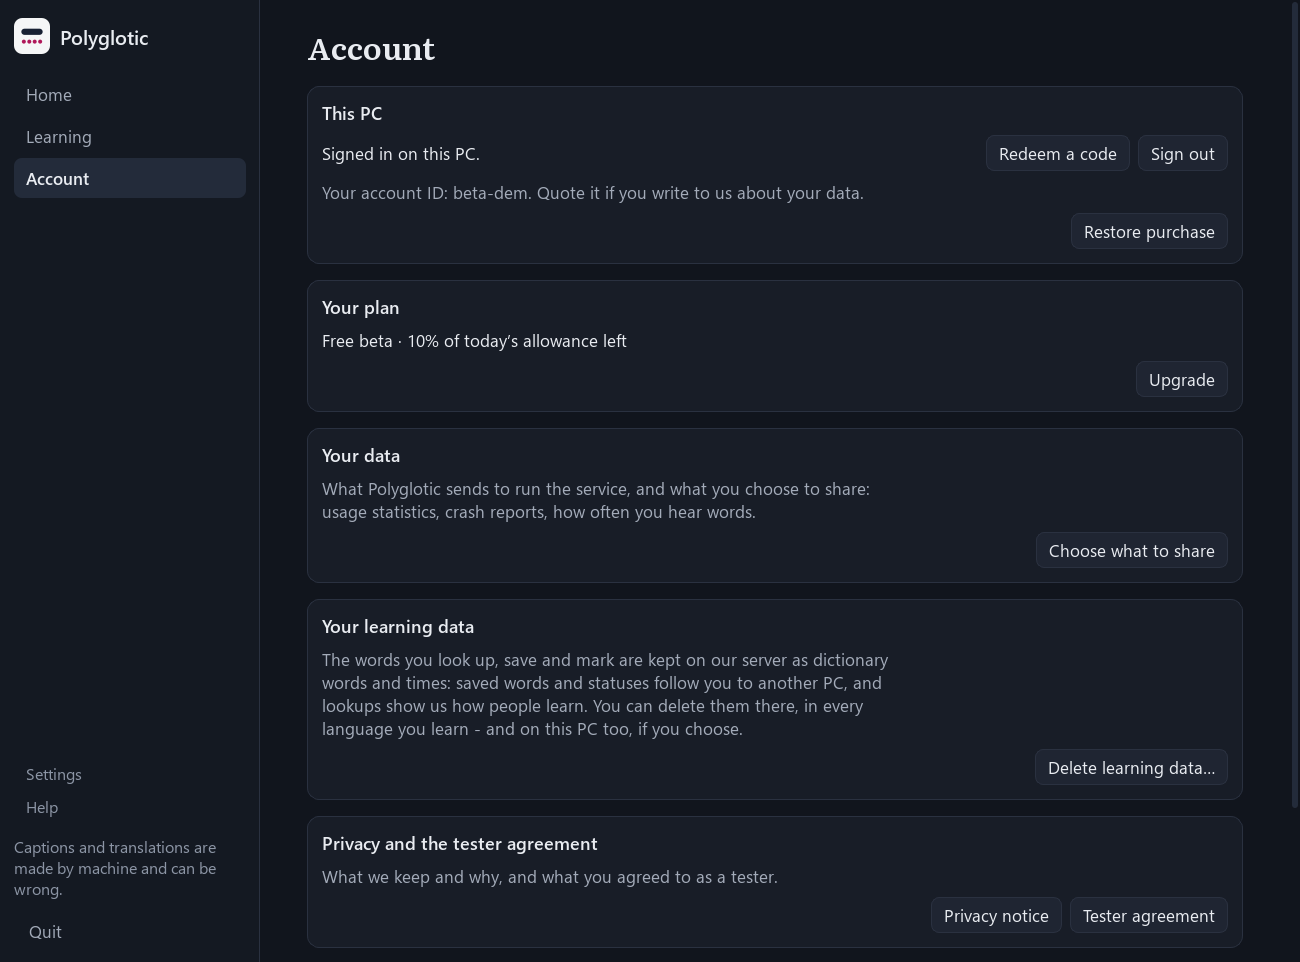 Polyglotic
Home
Learning
Account
Settings
Help
Captions and translations are
made by machine and can be
wrong.
Quit
Account
This PC
Signed in on this PC.
Redeem a code
Sign out
Your account ID: beta-dem. Quote it if you write to us about your data.
Restore purchase
Your plan
Free beta · 10% of today’s allowance left
Upgrade
Your data
What Polyglotic sends to run the service, and what you choose to share:
usage statistics, crash reports, how often you hear words.
Choose what to share
Your learning data
The words you look up, save and mark are kept on our server as dictionary
words and times: saved words and statuses follow you to another PC, and
lookups show us how people learn. You can delete them there, in every
language you learn - and on this PC too, if you choose.
Delete learning data...
Privacy and the tester agreement
What we keep and why, and what you agreed to as a tester.
Privacy notice
Tester agreement